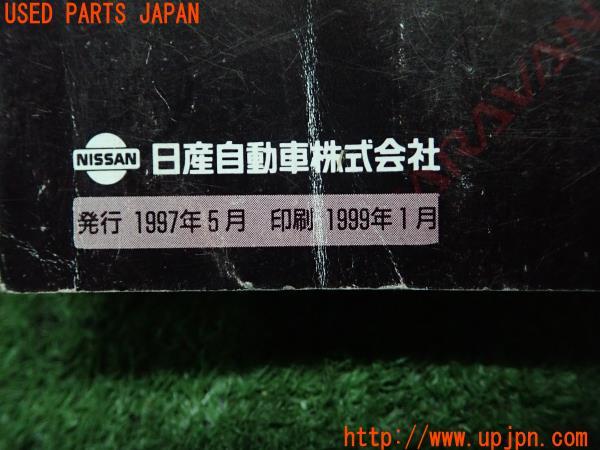 USED PARTS JAPAN
CARAVAN
NISSAN 日産自動車株式会社
発行 1997年5月 印刷 1999年1月
http://www.upjpn.com/